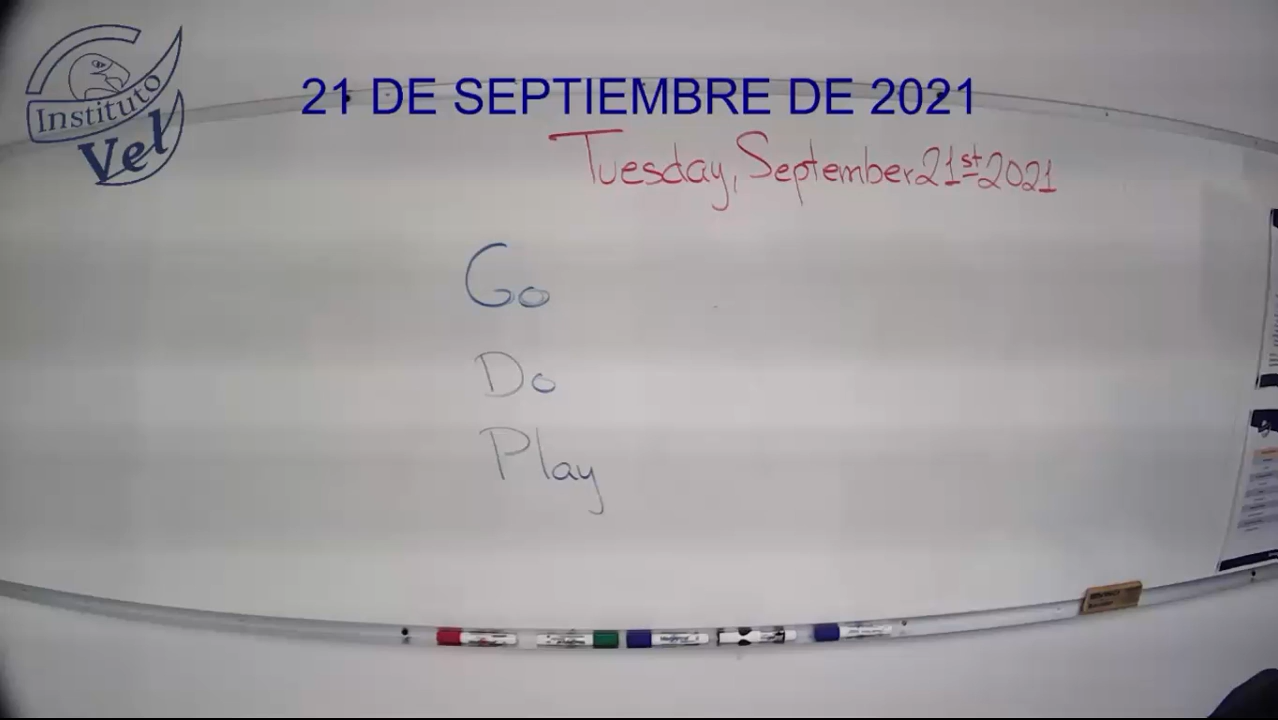 Instituto
Vel
21 DE SEPTIEMBRE DE 2021
Tuesday, September 21st 2021
Go
Do
Play